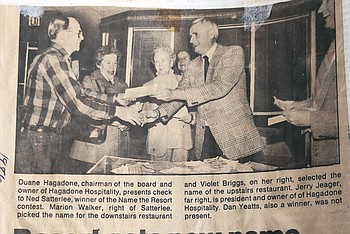 Duane Hagadone, chairman of the board and
owner of Hagadone Hospitality, presents check
to Ned Satterlee, winner of the Name the Resort
contest. Marion Walker, right of Satterlee,
picked the name for the downstairs restaurant
and Violet Briggs, on her right, selected the
name of the upstairs restaurant. Jerry Jeager,
far right, is president and owner of Hagadone
Hospitality. Dan Yeatts, also a winner, was not
present.